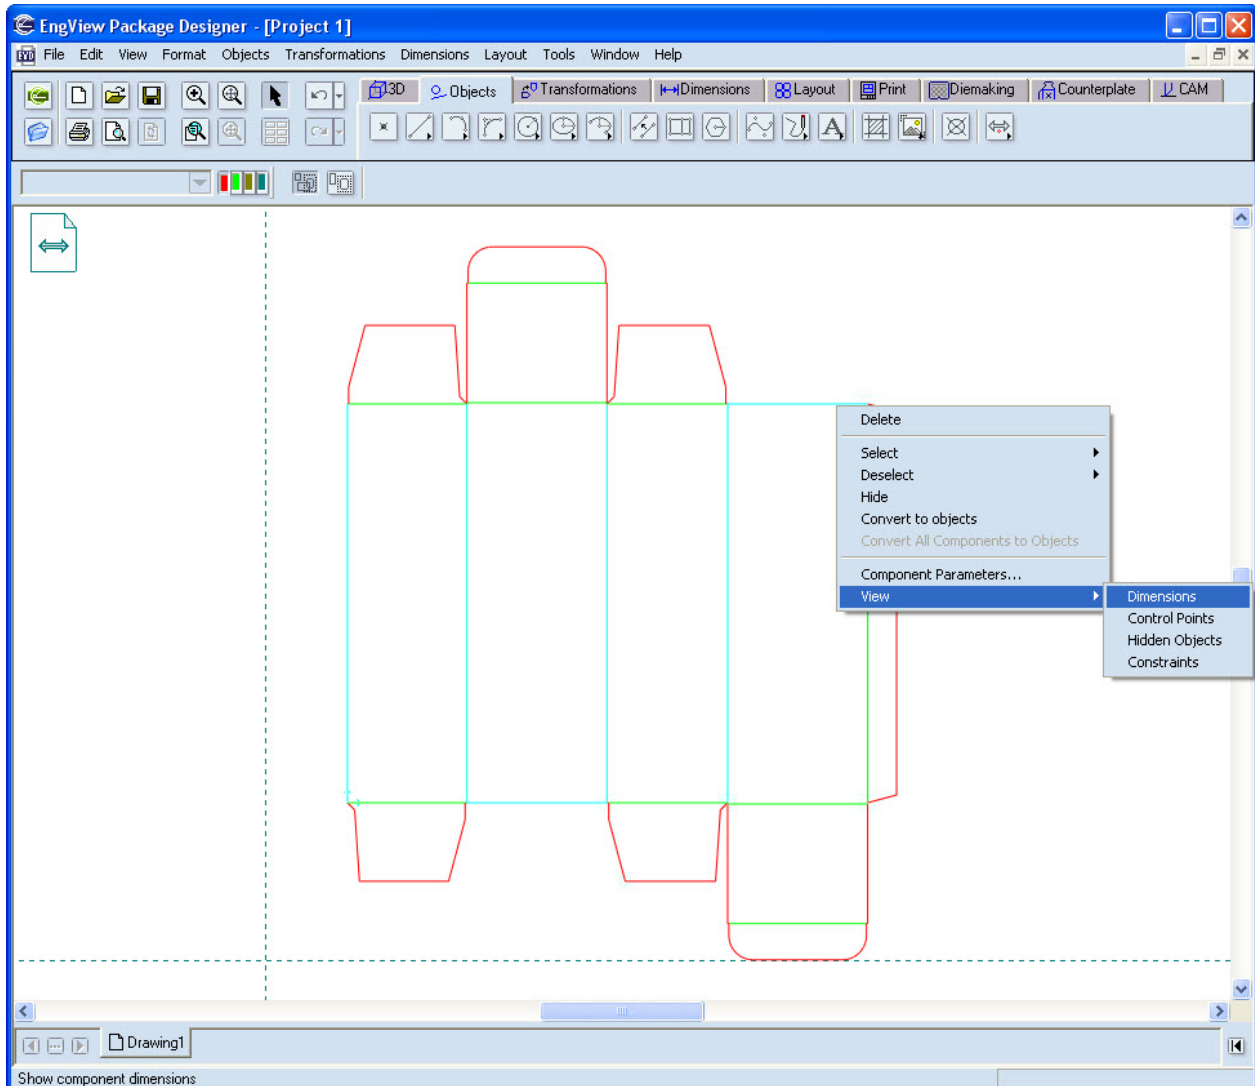 EngView Package Designer - [Project 1]
File Edit View Format Objects Transformations Dimensions Layout Tools Window Help
3D Objects Transformations Dimensions Layout Print Diemaking Counterplate CAM
A
Delete
Select
Deselect
Hide
Convert to objects
Convert All Components to Objects
Component Parameters...
View
Dimensions
Control Points
Hidden Objects
Constraints
Drawing1
Show component dimensions